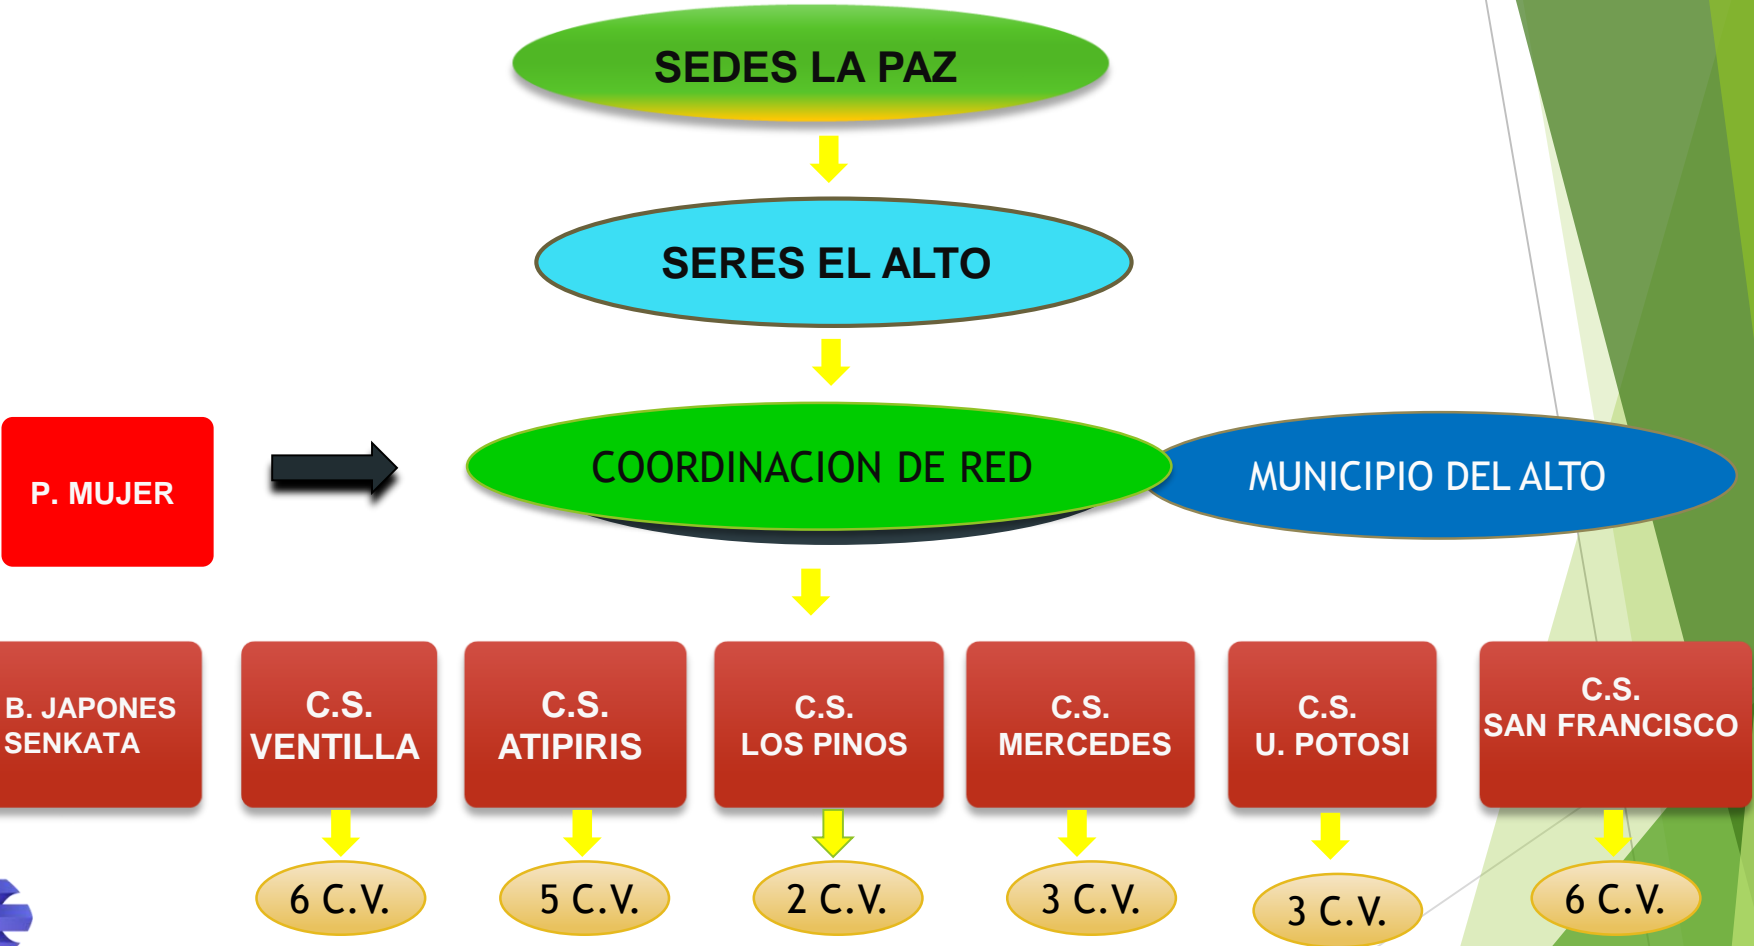 SEDES LA PAZ
SERES EL ALTO
P. MUJER
COORDINACION DE RED
MUNICIPIO DEL ALTO
B. JAPONES
SENKATA
C.S.
VENTILLA
C.S.
ATIPIRIS
C.S.
LOS PINOS
C.S.
MERCEDES
C.S.
U. POTOSI
C.S.
SAN FRANCISCO
6 C.V.
5 C.V.
2 C.V.
3 C.V.
3 C.V.
6 C.V.